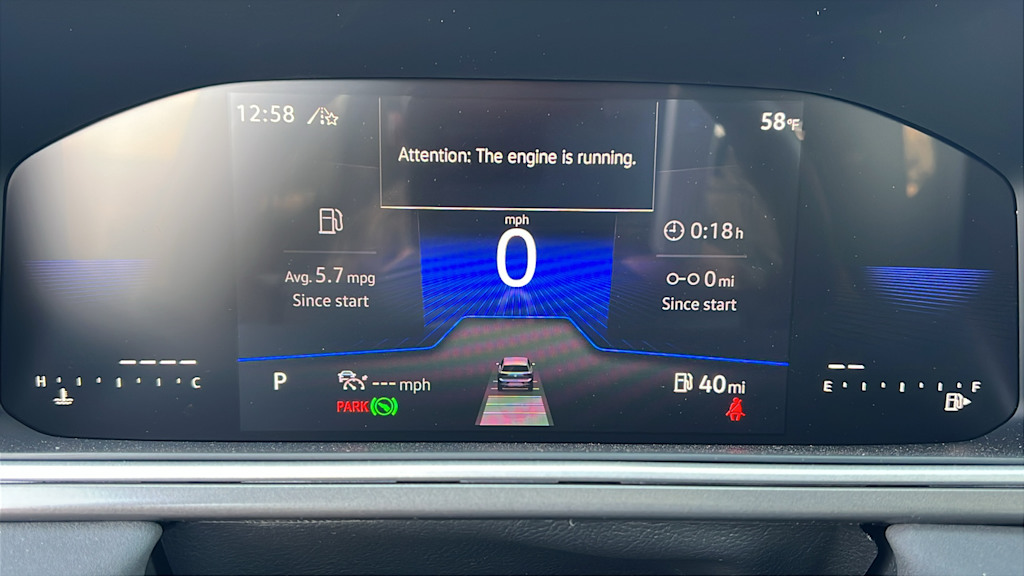 12:58
58°F
Attention: The engine is running.
mph
0
0:18h
Avg. 5.7 mpg
Since start
0mi
Since start
H C
P
--- mph
40mi
E F
PARK